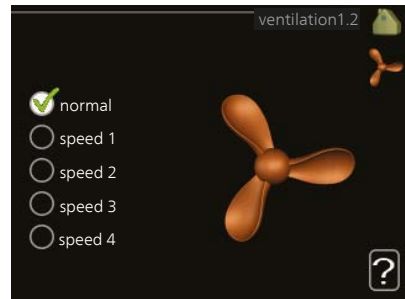 ventilation1.2
normal
speed 1
speed 2
speed 3
speed 4
?